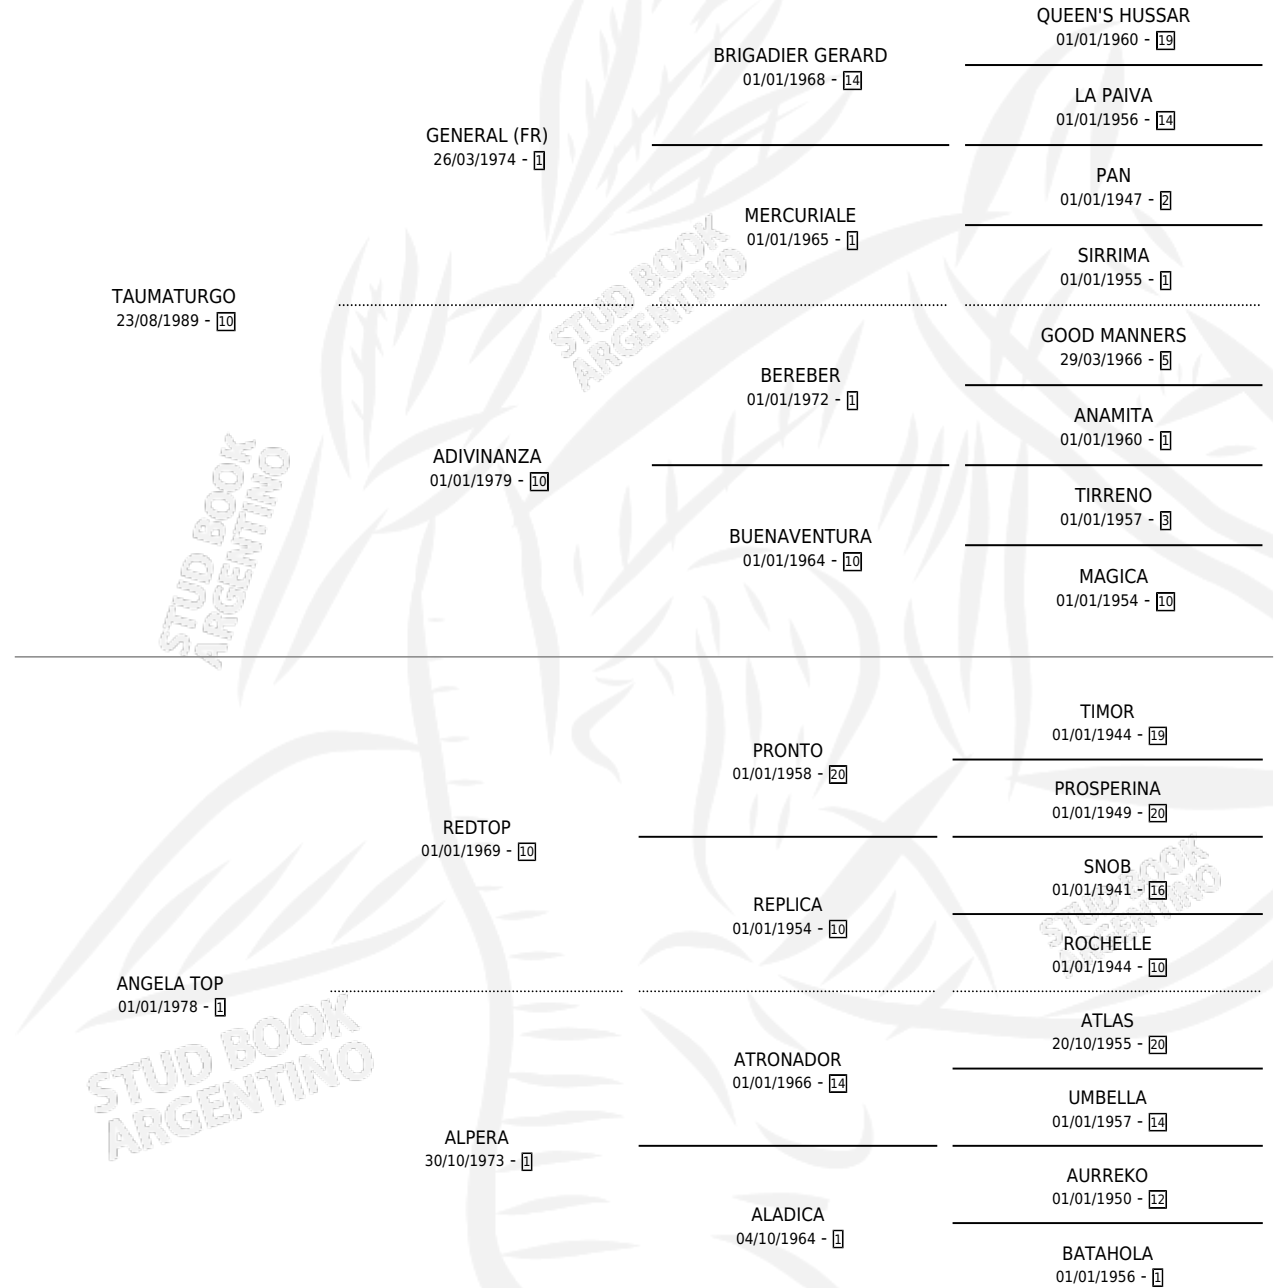 QUEEN'S HUSSAR
01/01/1960 - 19
BRIGADIER GERARD
01/01/1968 - 14
LA PAIVA
01/01/1956 - 14
GENERAL (FR)
26/03/1974 - 1
PAN
01/01/1947 - 2
MERCURIALE
01/01/1965 - 1
SIRRIMA
01/01/1955 - 1
TAUMATURGO
23/08/1989 - 10
STUD BOOK
ARGENTINO
GOOD MANNERS
29/03/1966 - 5
BEREBER
01/01/1972 - 1
ANAMITA
01/01/1960 - 1
ADIVINANZA
01/01/1979 - 10
TIRRENO
01/01/1957 - 3
BUENAVENTURA
01/01/1964 - 10
MAGICA
01/01/1954 - 10
STUD BOOK
ARGENTINO
TIMOR
01/01/1944 - 19
PRONTO
01/01/1958 - 20
PROSPERINA
01/01/1949 - 20
REDTOP
01/01/1969 - 10
SNOB
01/01/1941 - 16
REPLICA
01/01/1954 - 10
STUD BOOK
ARGENTINO
ROCHELLE
01/01/1944 - 10
ANGELA TOP
01/01/1978 - 1
ATLAS
20/10/1955 - 20
ATRONADOR
01/01/1966 - 14
STUD BOOK
ARGENTINO
UMBELLA
01/01/1957 - 14
ALPERA
30/10/1973 - 1
AURREKO
01/01/1950 - 12
ALADICA
04/10/1964 - 1
BATAHOLA
01/01/1956 - 1